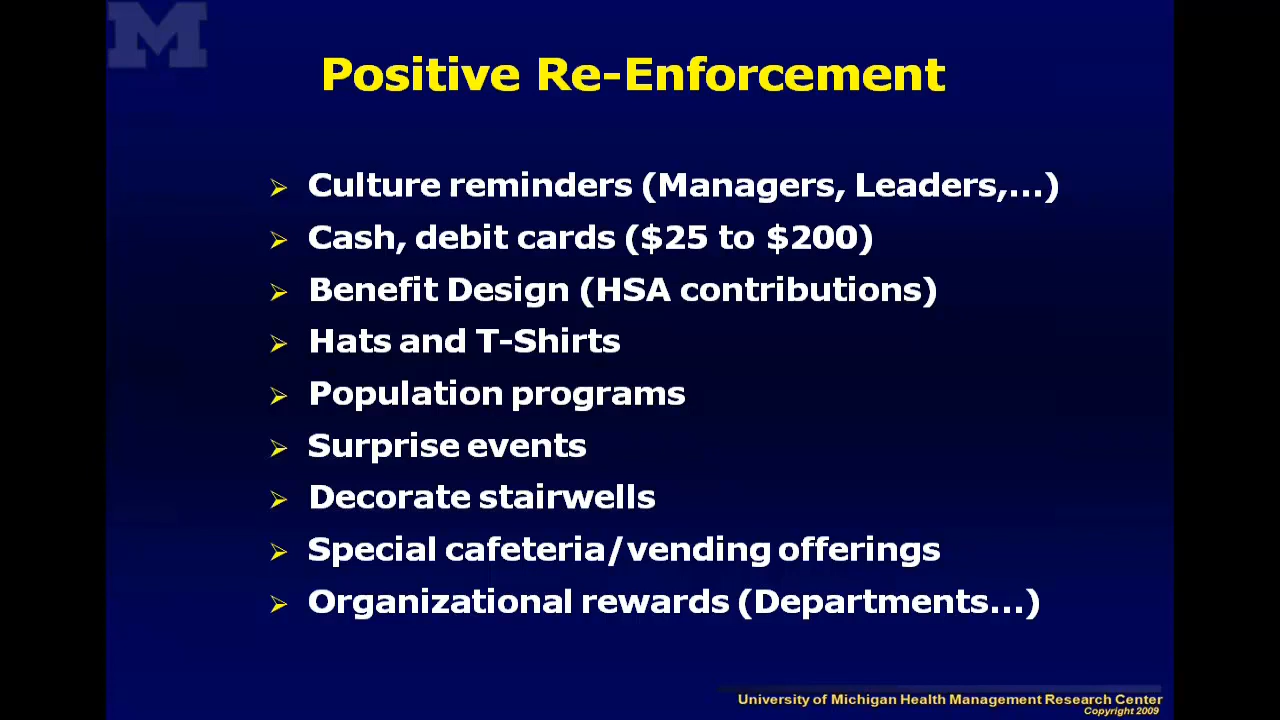 M
Positive Re-Enforcement
Culture reminders (Managers, Leaders,...)
Cash, debit cards ($25 to $200)
Benefit Design (HSA contributions)
Hats and T-Shirts
Population programs
Surprise events
Decorate stairwells
Special cafeteria/vending offerings
Organizational rewards (Departments...)
University of Michigan Health Management Research Center
Copyright 2009